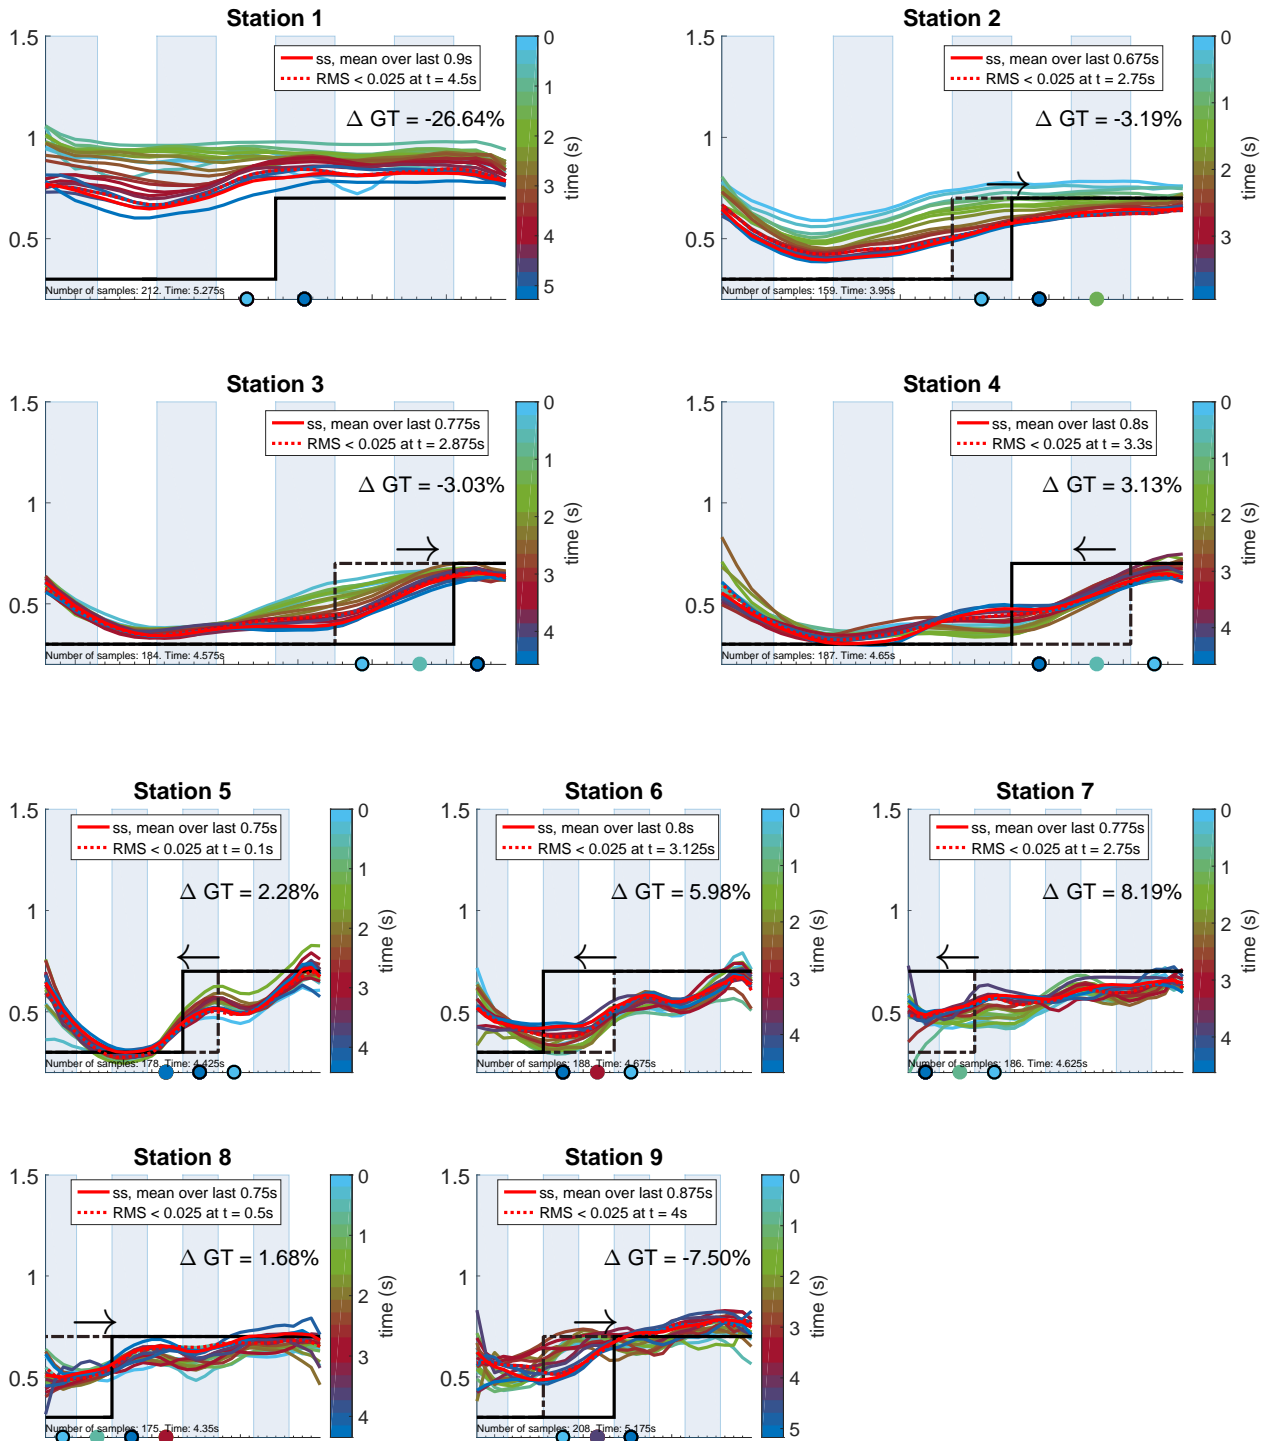 Station 1
1.5
1
0.5
ss, mean over last 0.9s
RMS < 0.025 at t = 4.5s
Δ GT = -26.64%
Number of samples: 212. Time: 5.275s
0
1
2
3
4
5
time (s)
Station 2
1.5
1
0.5
ss, mean over last 0.675s
RMS < 0.025 at t = 2.75s
Δ GT = -3.19%
Number of samples: 159. Time: 3.95s
0
1
2
3
time (s)
Station 3
1.5
1
0.5
ss, mean over last 0.775s
RMS < 0.025 at t = 2.875s
Δ GT = -3.03%
Number of samples: 184. Time: 4.575s
0
1
2
3
4
time (s)
Station 4
1.5
1
0.5
ss, mean over last 0.8s
RMS < 0.025 at t = 3.3s
Δ GT = 3.13%
Number of samples: 187. Time: 4.65s
0
1
2
3
4
time (s)
Station 5
1.5
1
0.5
ss, mean over last 0.75s
RMS < 0.025 at t = 0.1s
Δ GT = 2.28%
Number of samples: 178. Time: 4.425s
0
1
2
3
4
time (s)
Station 6
1.5
1
0.5
ss, mean over last 0.8s
RMS < 0.025 at t = 3.125s
Δ GT = 5.98%
Number of samples: 188. Time: 4.675s
0
1
2
3
4
time (s)
Station 7
1.5
1
0.5
ss, mean over last 0.775s
RMS < 0.025 at t = 2.75s
Δ GT = 8.19%
Number of samples: 186. Time: 4.625s
0
1
2
3
4
time (s)
Station 8
1.5
1
0.5
ss, mean over last 0.75s
RMS < 0.025 at t = 0.5s
Δ GT = 1.68%
Number of samples: 175. Time: 4.35s
0
1
2
3
4
time (s)
Station 9
1.5
1
0.5
ss, mean over last 0.875s
RMS < 0.025 at t = 4s
Δ GT = -7.50%
Number of samples: 208. Time: 5.175s
0
1
2
3
4
5
time (s)